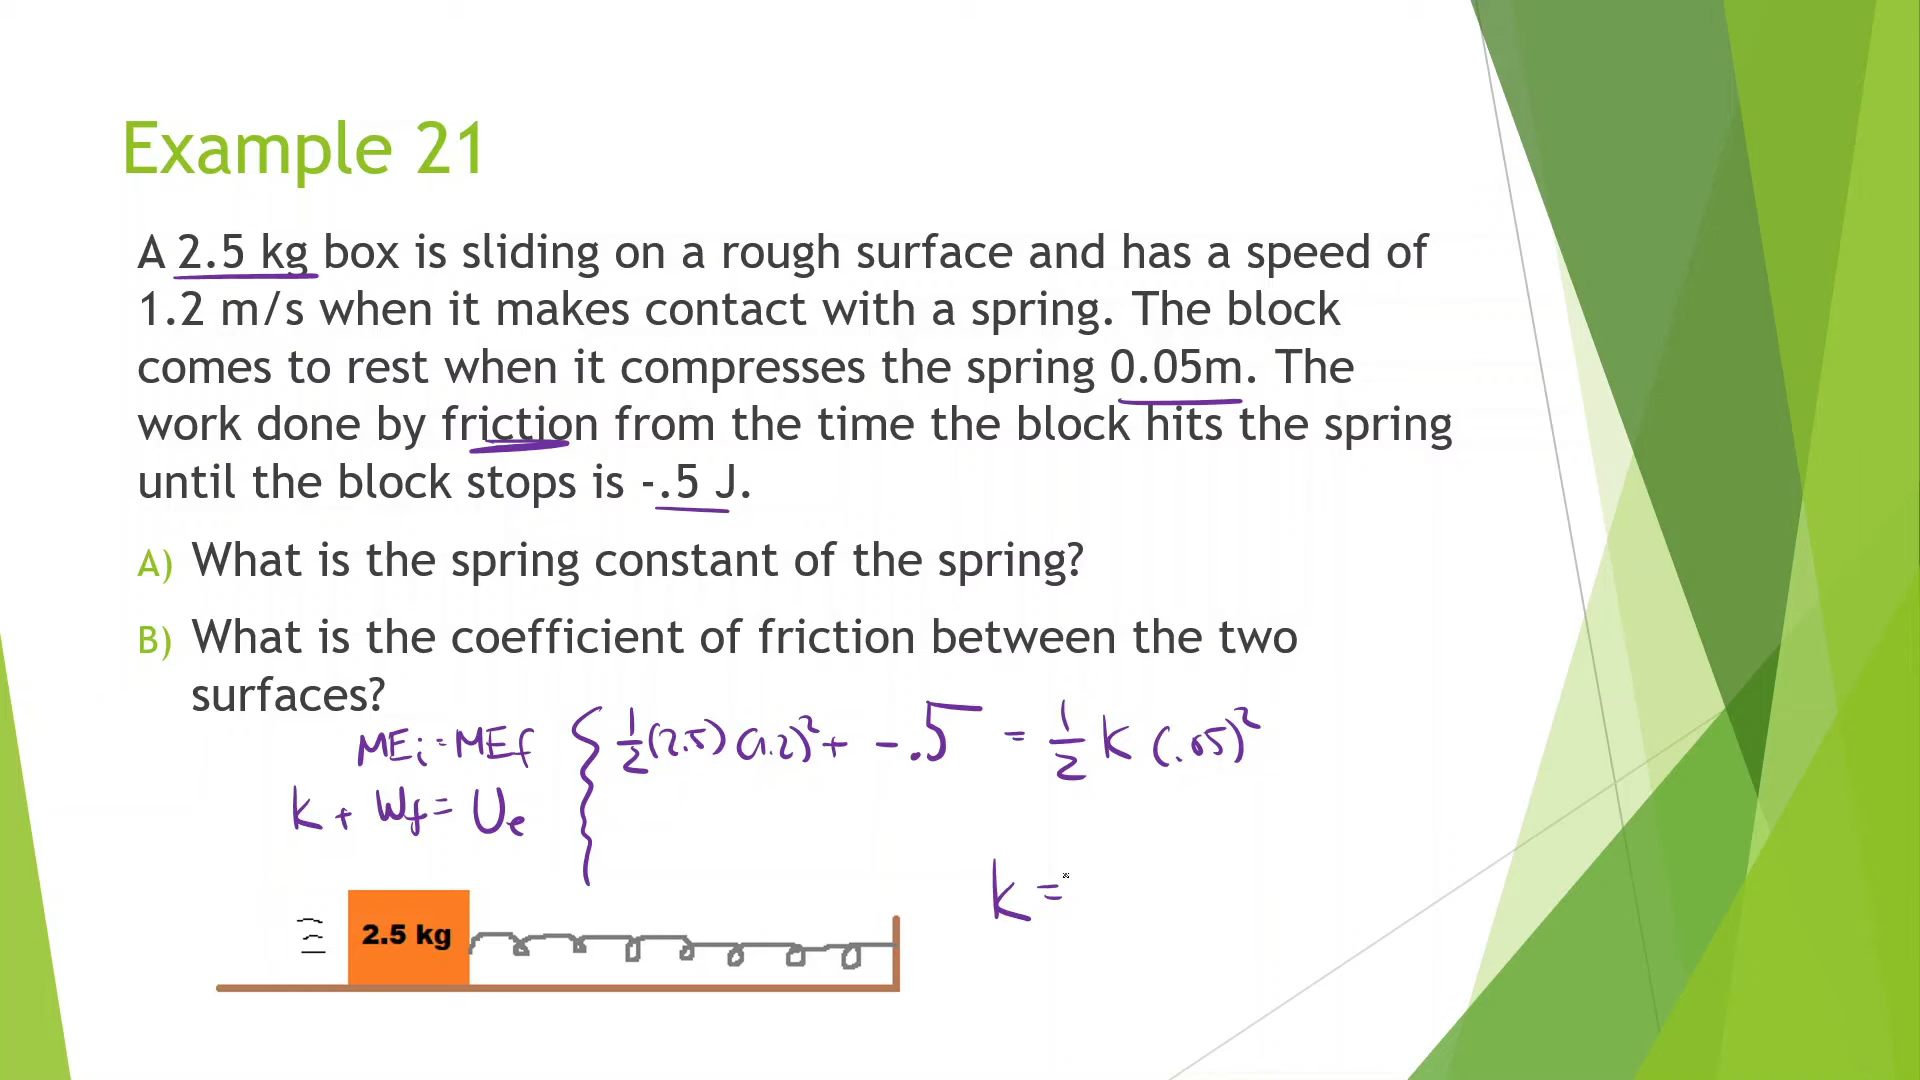 Example 21
A 2.5 kg box is sliding on a rough surface and has a speed of
1.2 m/s when it makes contact with a spring. The block
comes to rest when it compresses the spring 0.05m. The
work done by friction from the time the block hits the spring
until the block stops is -.5 J.
A) What is the spring constant of the spring?
B) What is the coefficient of friction between the two
surfaces?
MEi = MEf
K + Wf = Ue
1/2 (2.5) (1.2)² + -.5 = 1/2 K (.05)²
K =
2.5 kg